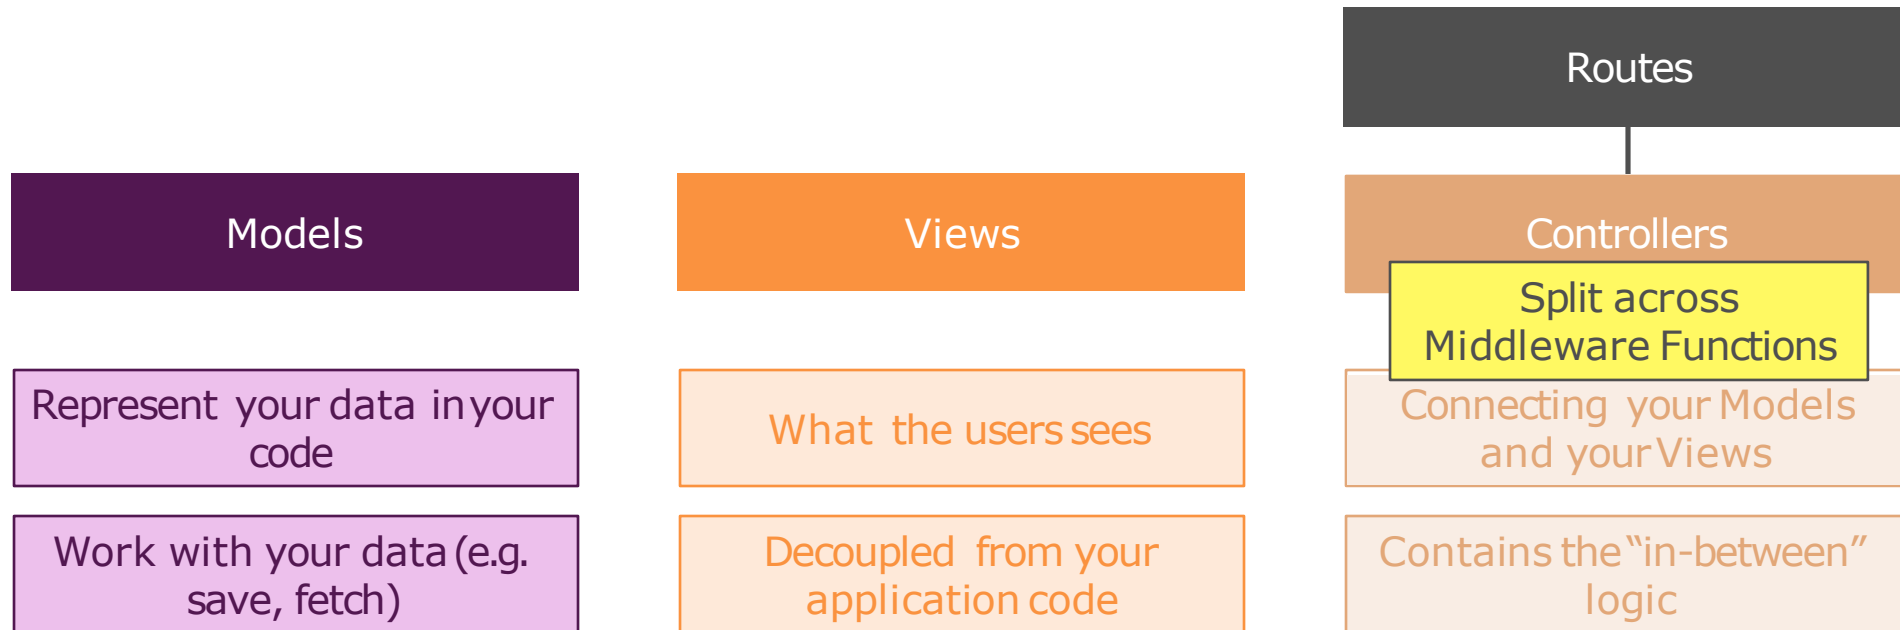 Routes
Models
Views
Controllers
Split across
Middleware Functions
Represent your data in your
code
What the users sees
Connecting your Models
and your Views
Work with your data (e.g.
save, fetch)
Decoupled from your
application code
Contains the “in-between”
logic